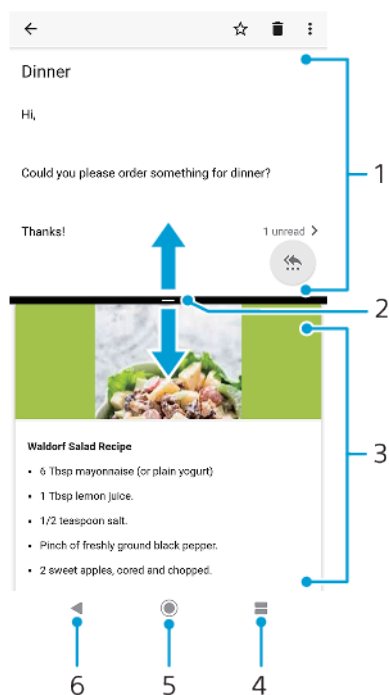 Dinner
Hi,
Could you please order something for dinner?
1
Thanks!
1 unread >
2
Waldorf Salad Recipe
• 6 Tbsp mayonnaise (or plain yogurt)
3
• 1 Tbsp lemon juice.
• 1/2 teaspoon salt.
• Pinch of freshly ground black pepper.
• 2 sweet apples, cored and chopped.
6 5 4